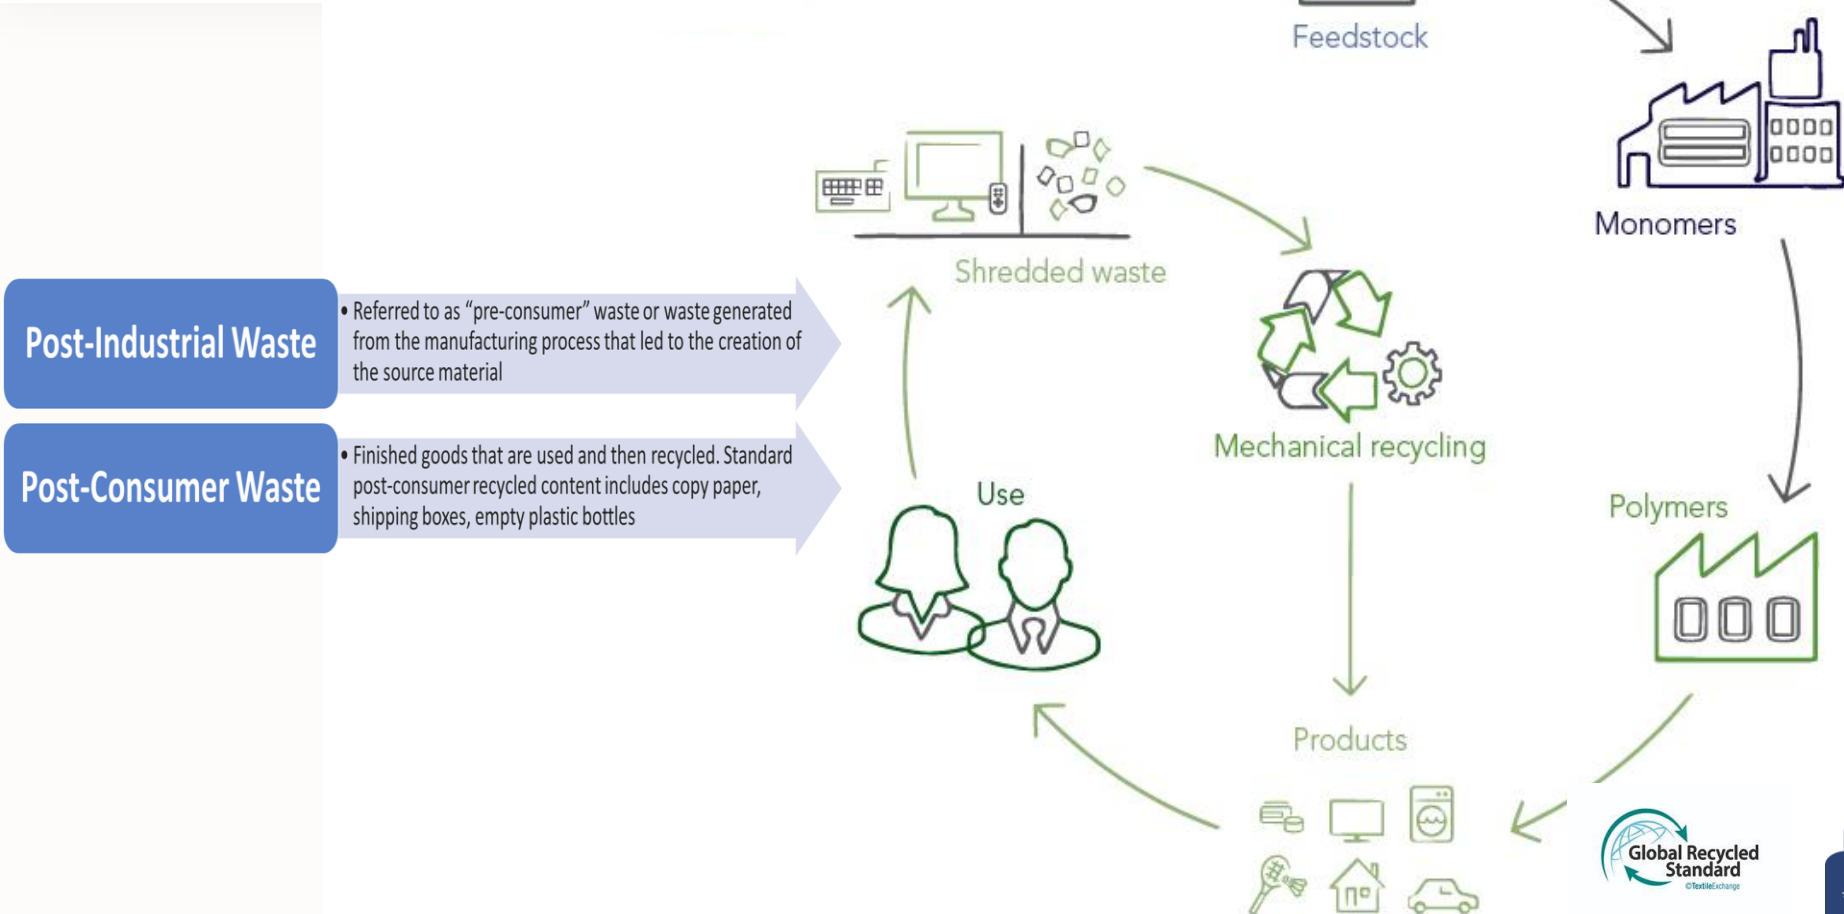 Feedstock
Monomers
Shredded waste
Post-Industrial Waste
• Referred to as “pre-consumer” waste or waste generated
from the manufacturing process that led to the creation of
the source material
Mechanical recycling
Post-Consumer Waste
• Finished goods that are used and then recycled. Standard
post-consumer recycled content includes copy paper,
shipping boxes, empty plastic bottles
Use
Polymers
Products
Global Recycled
Standard
©TextileExchange